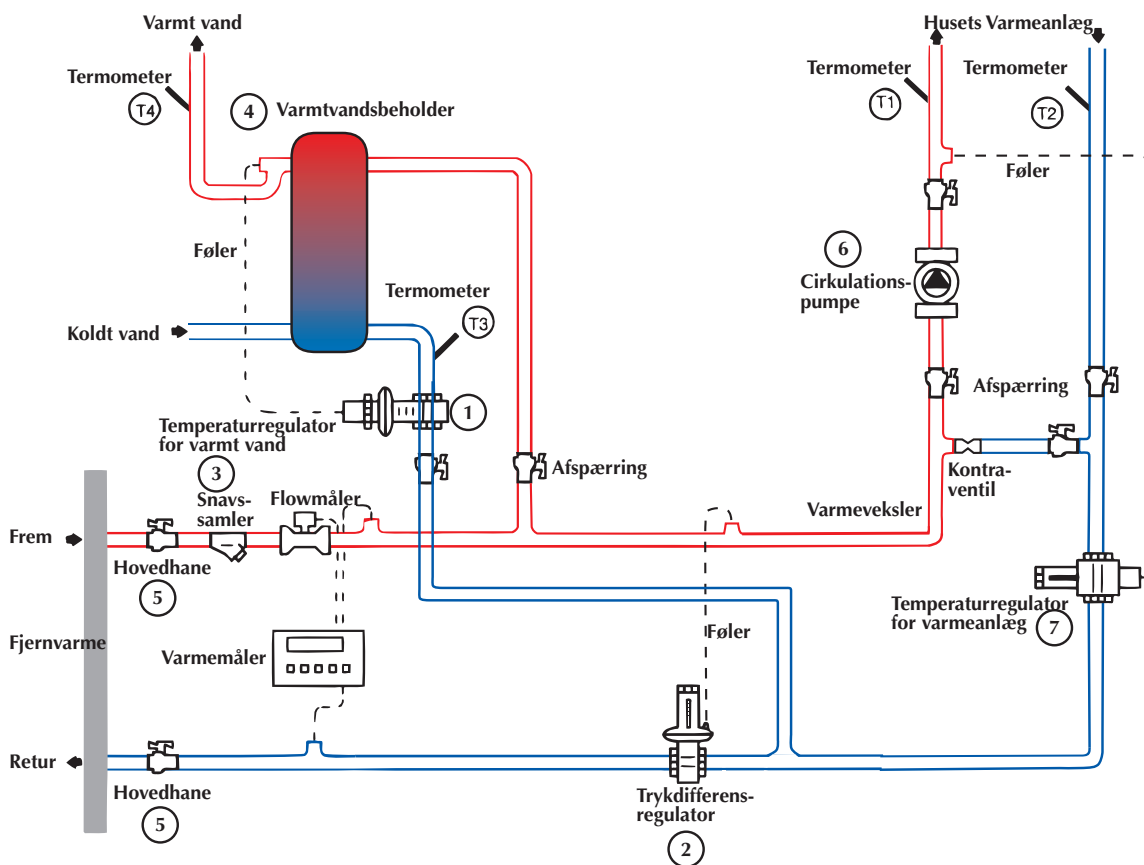 Varmt vand
Husets Varmeanlæg
Termometer
T4
4
Varmtvandsbeholder
Termometer
T1
Termometer
T2
Føler
Føler
6
Cirkulations-
pumpe
Termometer
T3
Koldt vand
1
Temperaturregulator
for varmt vand
3
Afspærring
Afspærring
Kontra-
ventil
Snavs-
samler
Flowmåler
Varmeveksler
Frem
Hovedhane
5
Temperaturregulator
for varmeanlæg
7
Fjernvarme
Varmemåler
Føler
Retur
Hovedhane
5
Trykdifferens-
regulator
2